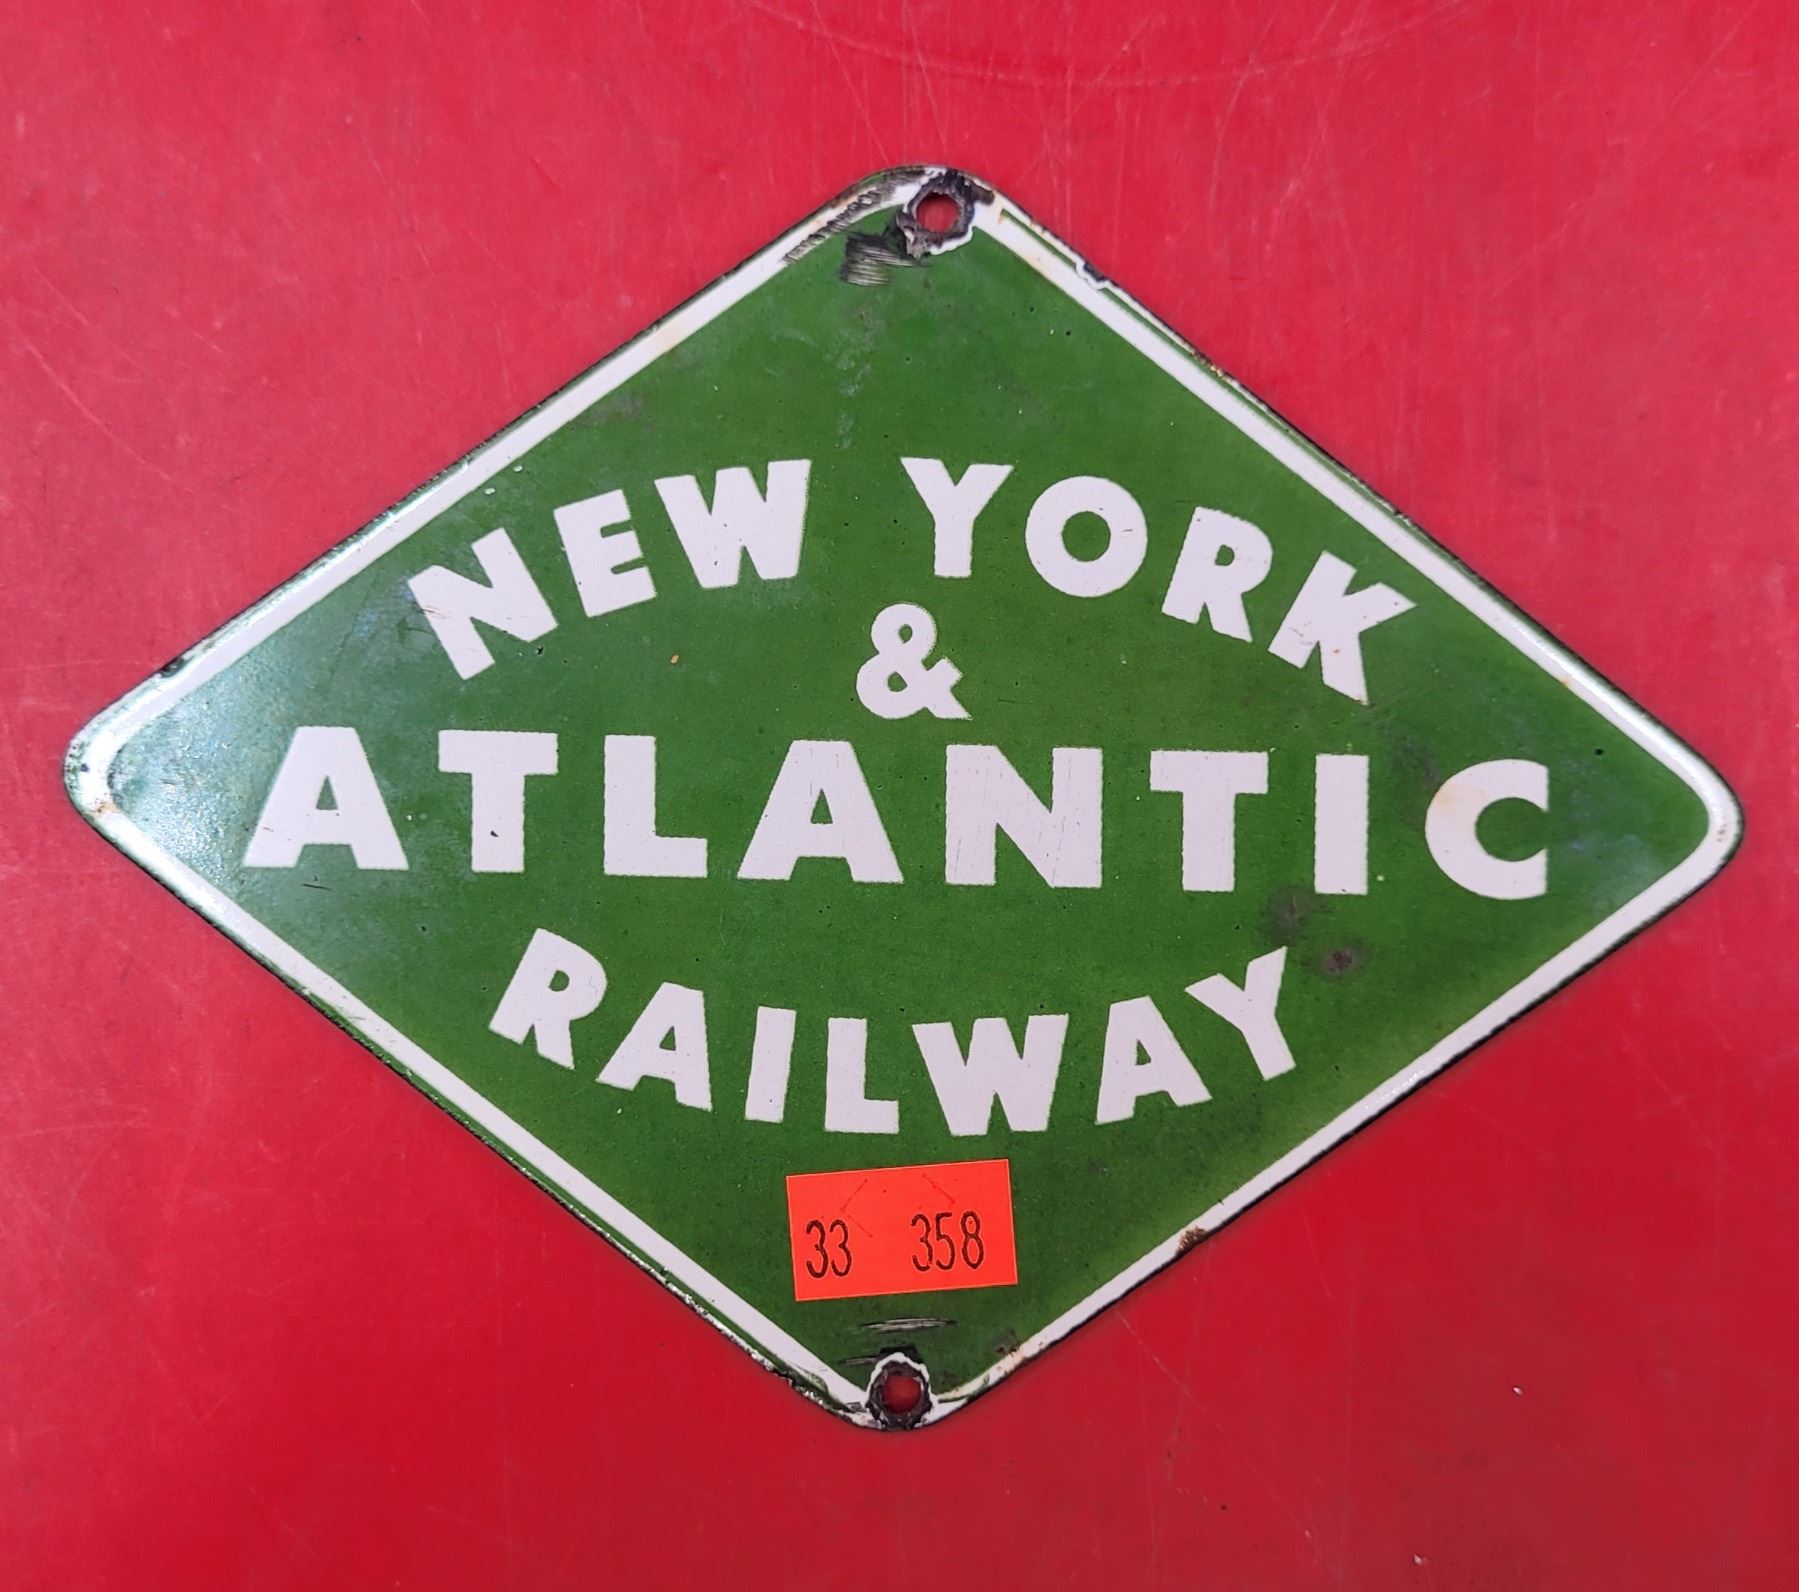 NEW YORK
&
ATLANTIC
RAILWAY
33 358